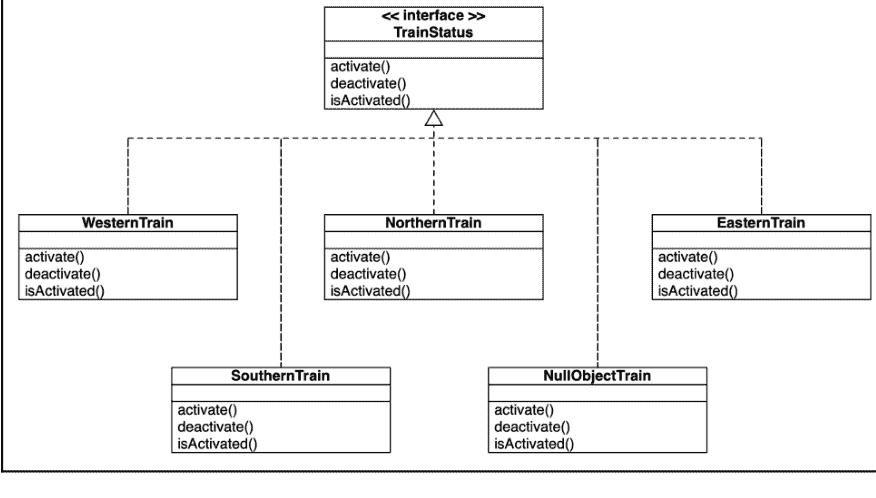 << interface >>
TrainStatus
activate()
deactivate()
isActivated()
WesternTrain
activate()
deactivate()
isActivated()
NorthernTrain
activate()
deactivate()
isActivated()
EasternTrain
activate()
deactivate()
isActivated()
SouthernTrain
activate()
deactivate()
isActivated()
NullObjectTrain
activate()
deactivate()
isActivated()